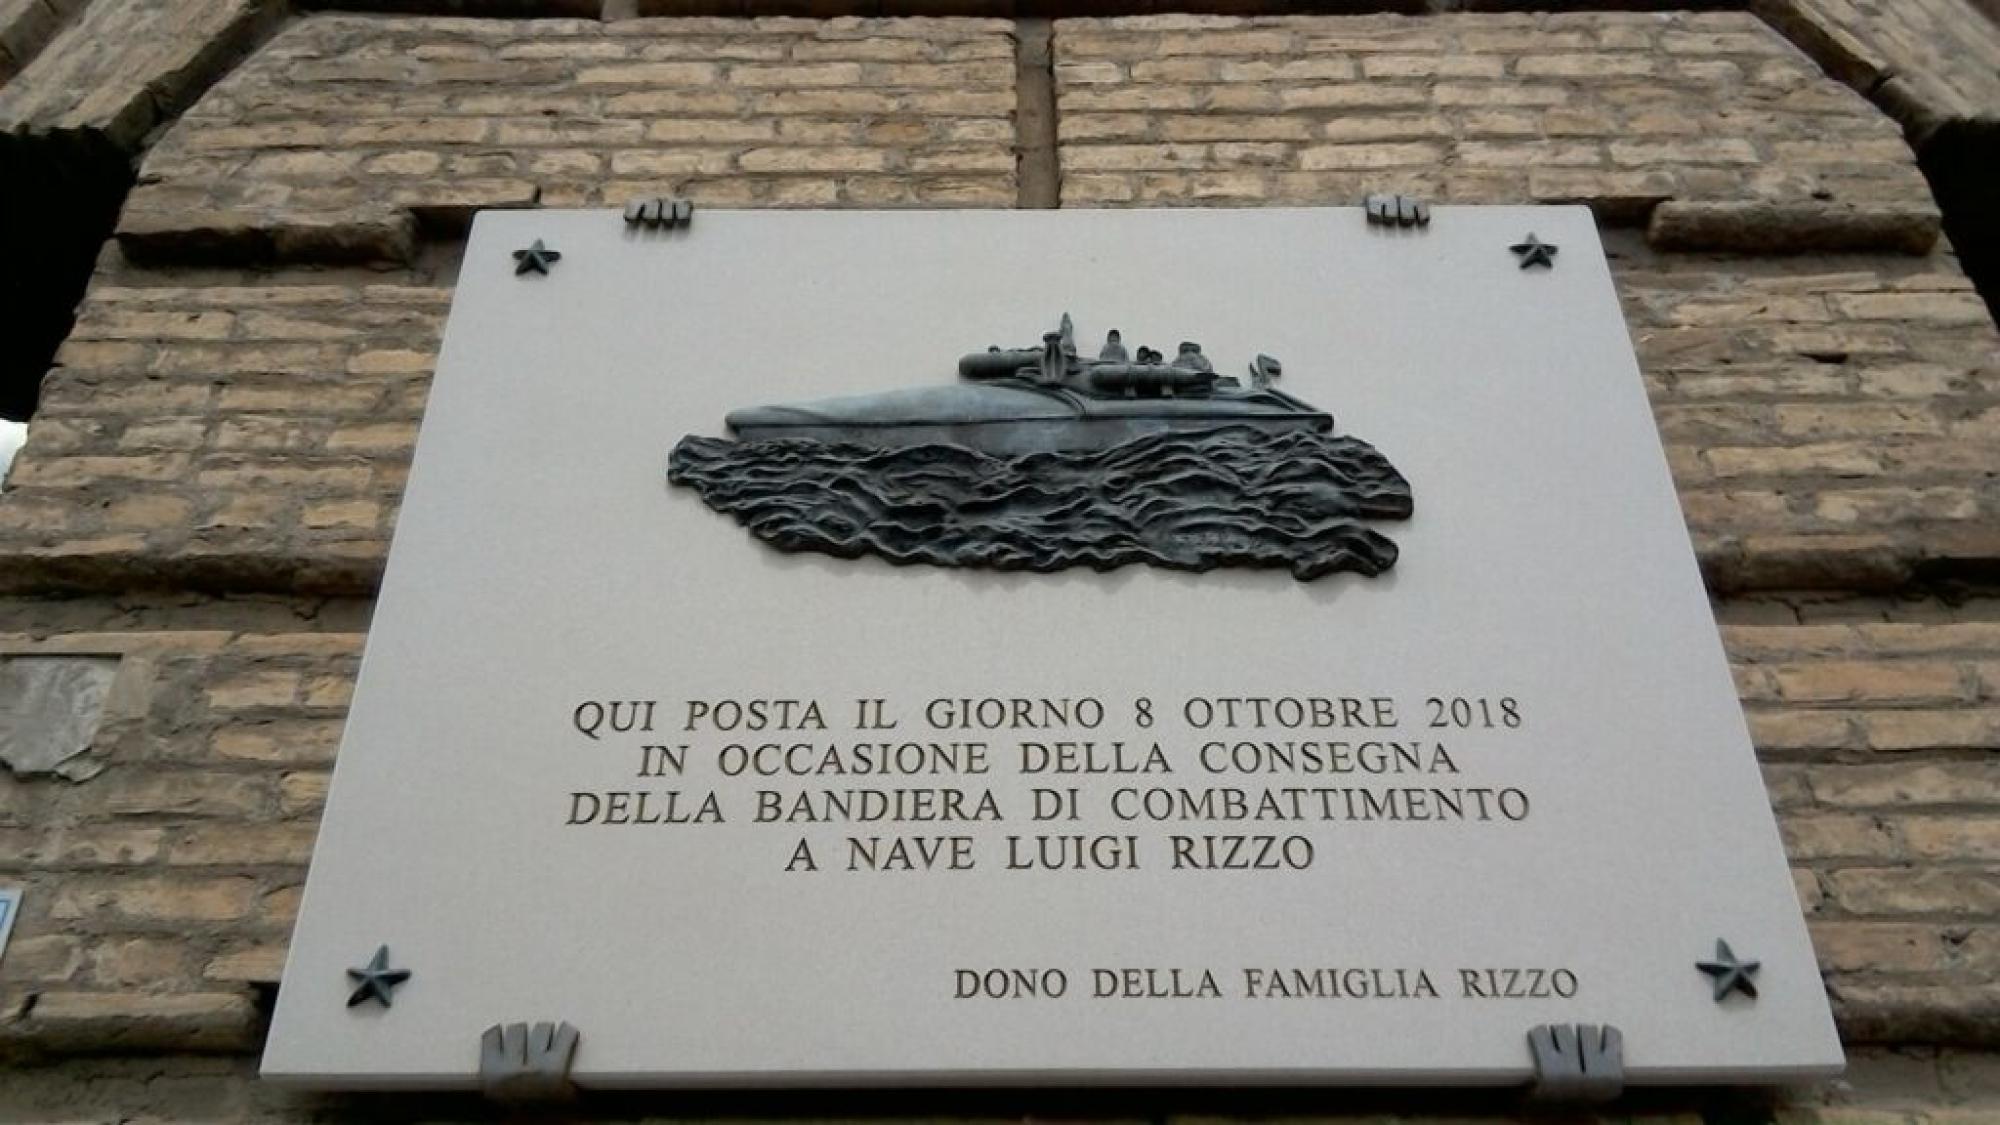 QUI POSTA IL GIORNO 8 OTTOBRE 2018
IN OCCASIONE DELLA CONSEGNA
DELLA BANDIERA DI COMBATTIMENTO
A NAVE LUIGI RIZZO
DONO DELLA FAMIGLIA RIZZO